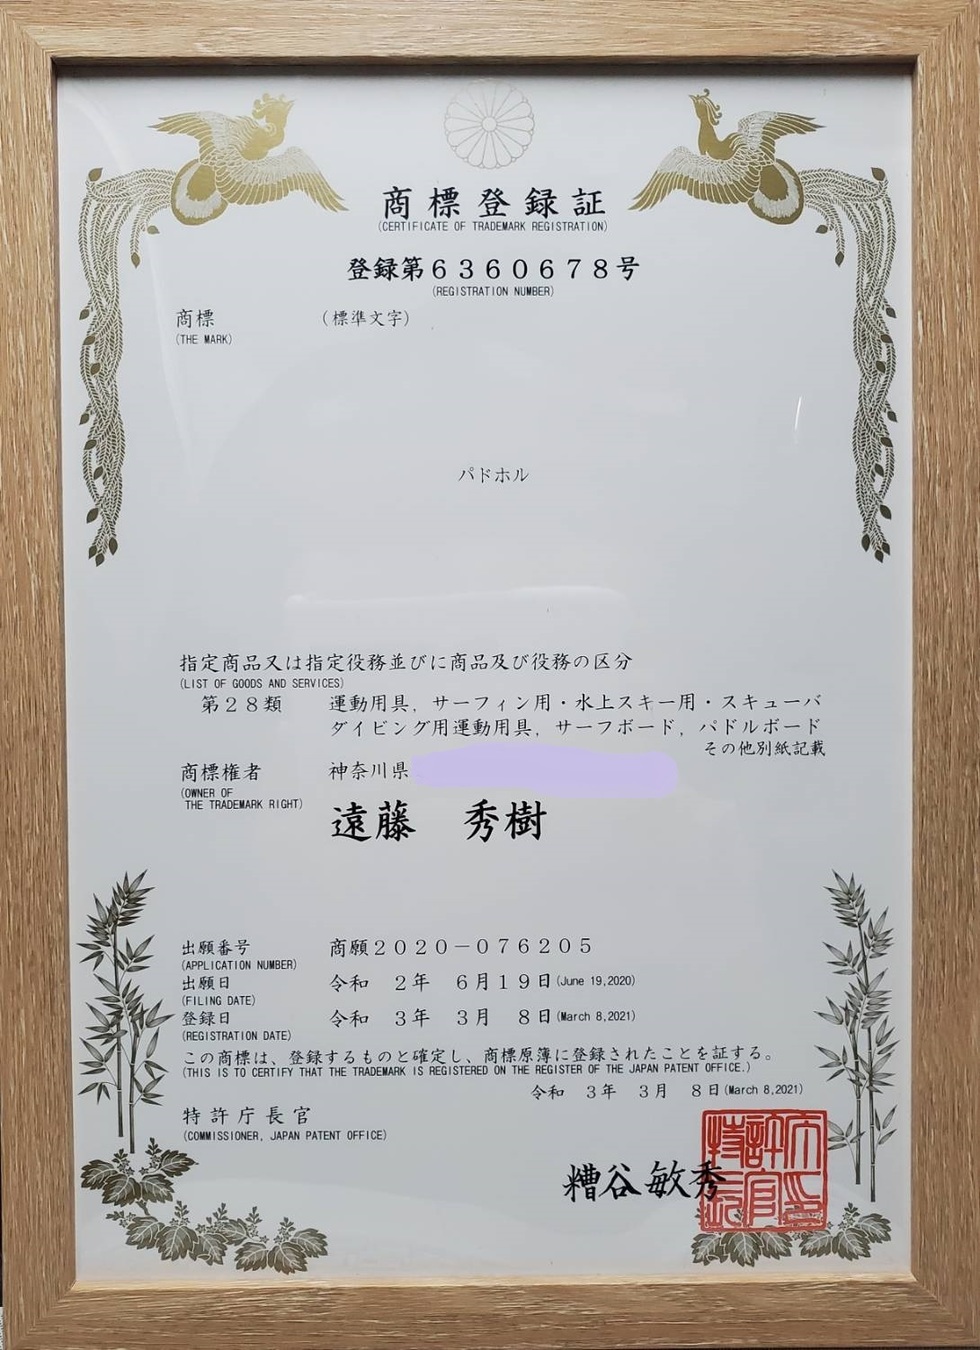 商標登録証
(CERTIFICATE OF TRADEMARK REGISTRATION)
登録第6360678号
(REGISTRATION NUMBER)
商標 (標準文字)
(THE MARK)
パドホル
指定商品又は指定役務並びに商品及び役務の区分
(LIST OF GOODS AND SERVICES)
第28類 運動用具,サーフィン用・水上スキー用・スキューバ
ダイビング用運動用具,サーフボード,パドルボード
その他別紙記載
商標権者 神奈川県
(OWNER OF
THE TRADEMARK RIGHT)
遠藤 秀樹
出願番号 商願2020-076205
(APPLICATION NUMBER)
出願日 令和 2年 6月19日(June 19,2020)
(FILING DATE)
登録日 令和 3年 3月 8日(March 8,2021)
(REGISTRATION DATE)
この商標は、登録するものと確定し、商標原簿に登録されたことを証する。
(THIS IS TO CERTIFY THAT THE TRADEMARK IS REGISTERED ON THE REGISTER OF THE JAPAN PATENT OFFICE.)
令和 3年 3月 8日(March 8,2021)
特許庁長官
(COMMISSIONER, JAPAN PATENT OFFICE)
糟谷敏秀